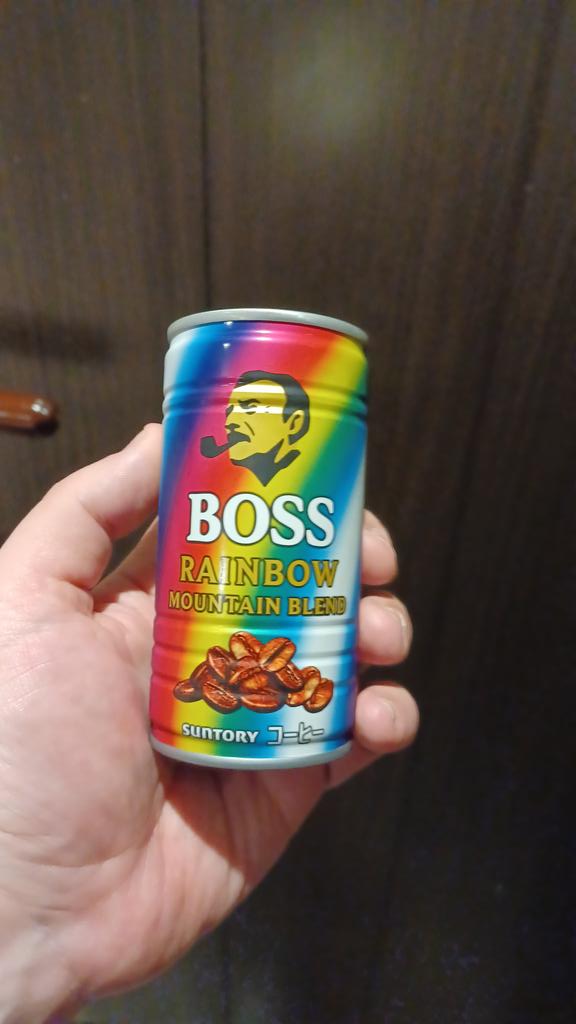 BOSS
RAINBOW
MOUNTAIN BLEND
SUNTORY コーヒー